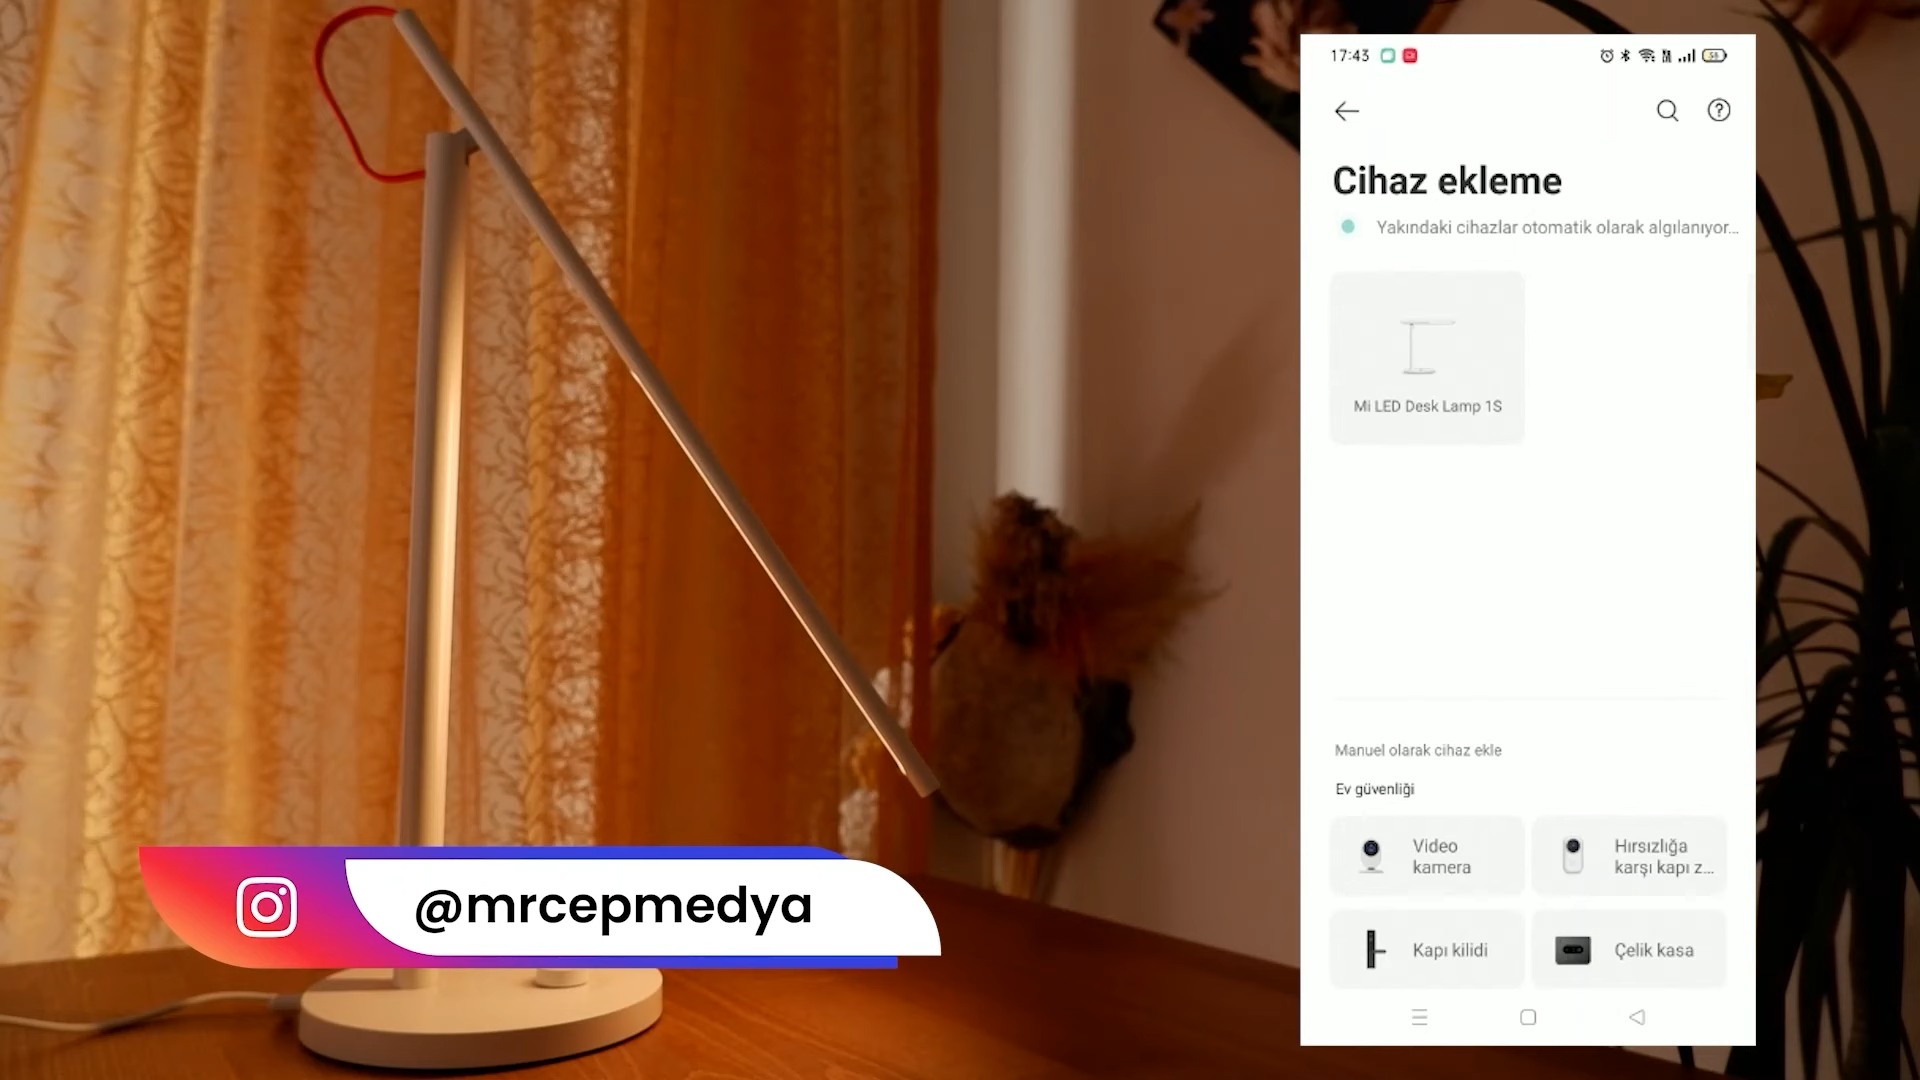 17:43
56
Cihaz ekleme
Yakındaki cihazlar otomatik olarak algılanıyor...
Mi LED Desk Lamp 1S
Manuel olarak cihaz ekle
Ev güvenliği
Video
kamera
Hırsızlığa
karşı kapı z...
Kapı kilidi
Çelik kasa
@mrcepmedya